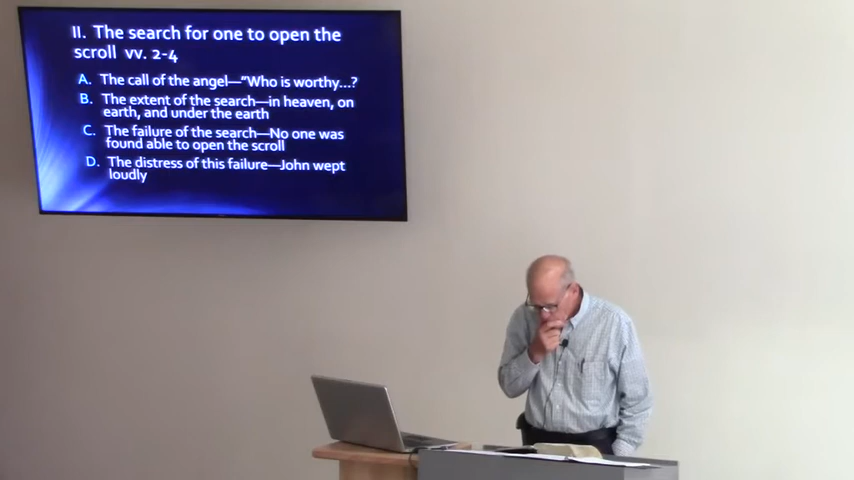 II. The search for one to open the
scroll vv. 2-4
A. The call of the angel—"Who is worthy...?
B. The extent of the search—in heaven, on
earth, and under the earth
C. The failure of the search—No one was
found able to open the scroll
D. The distress of this failure—John wept
loudly